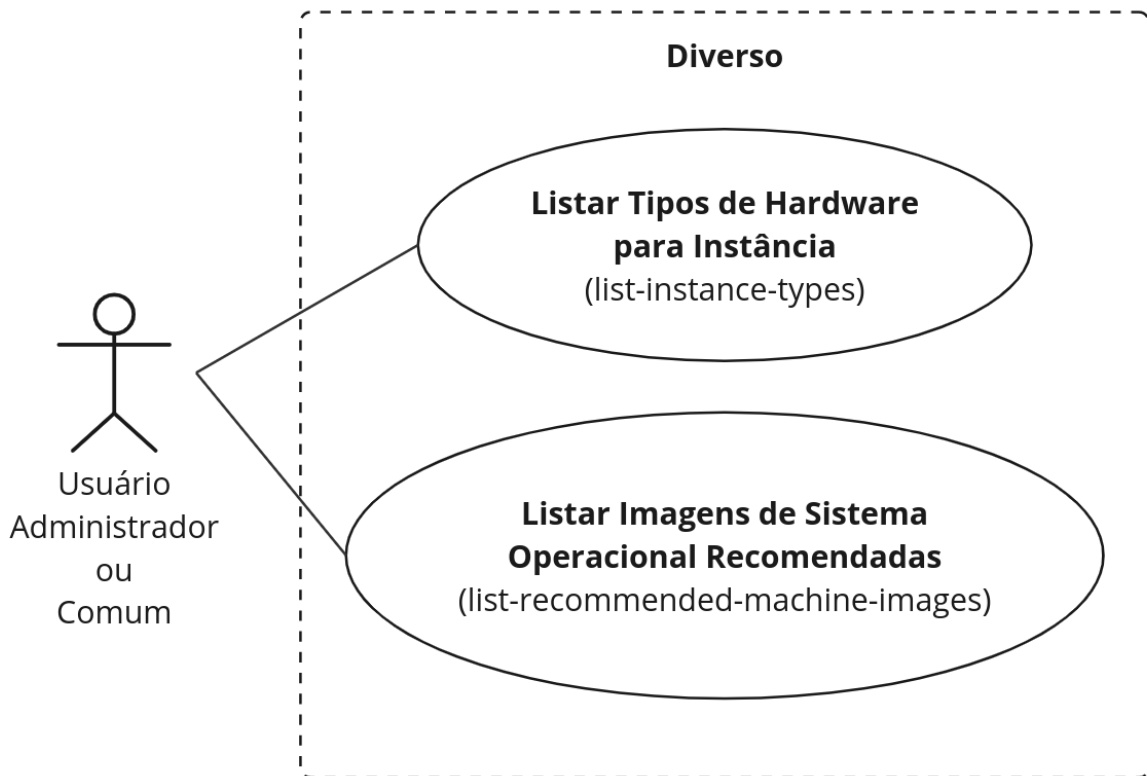 Diverso
Listar Tipos de Hardware
para Instância
(list-instance-types)
Usuário
Administrador
ou
Comum
Listar Imagens de Sistema
Operacional Recomendadas
(list-recommended-machine-images)